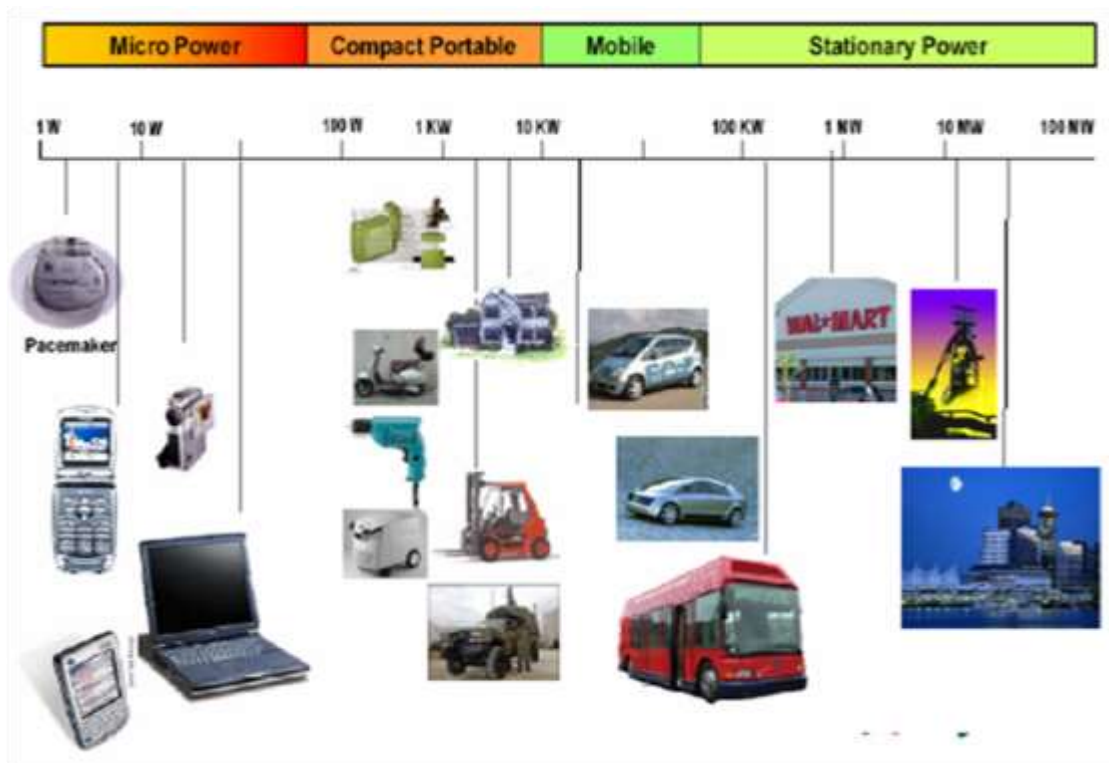 Micro Power Compact Portable Mobile Stationary Power
1 W 10 W 100 W 1 KW 10 KW 100 KW 1 MW 10 MW 100 MW
Pacemaker
WAL★MART